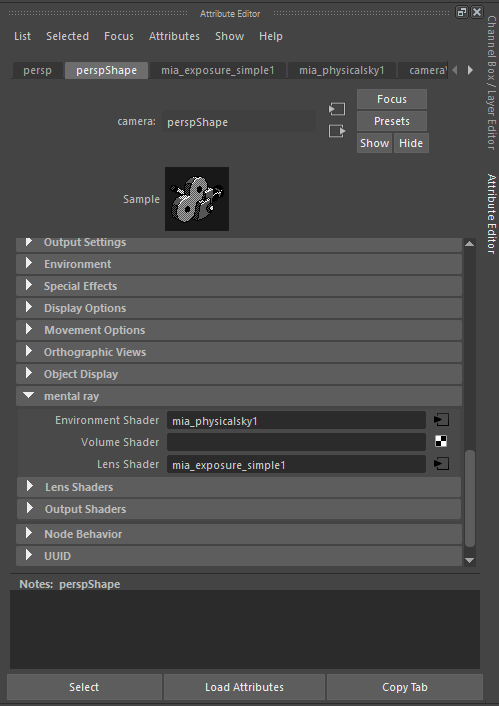 Attribute Editor
List Selected Focus Attributes Show Help
persp perspShape mia_exposure_simple1 mia_physicalsky1 camera
camera: perspShape
Focus
Presets
Show Hide
Sample
Output Settings
Environment
Special Effects
Display Options
Movement Options
Orthographic Views
Object Display
mental ray
Environment Shader mia_physicalsky1
Volume Shader
Lens Shader mia_exposure_simple1
Lens Shaders
Output Shaders
Node Behavior
UUID
Notes: perspShape
Select Load Attributes Copy Tab
Channel Box / Layer Editor
Attribute Editor